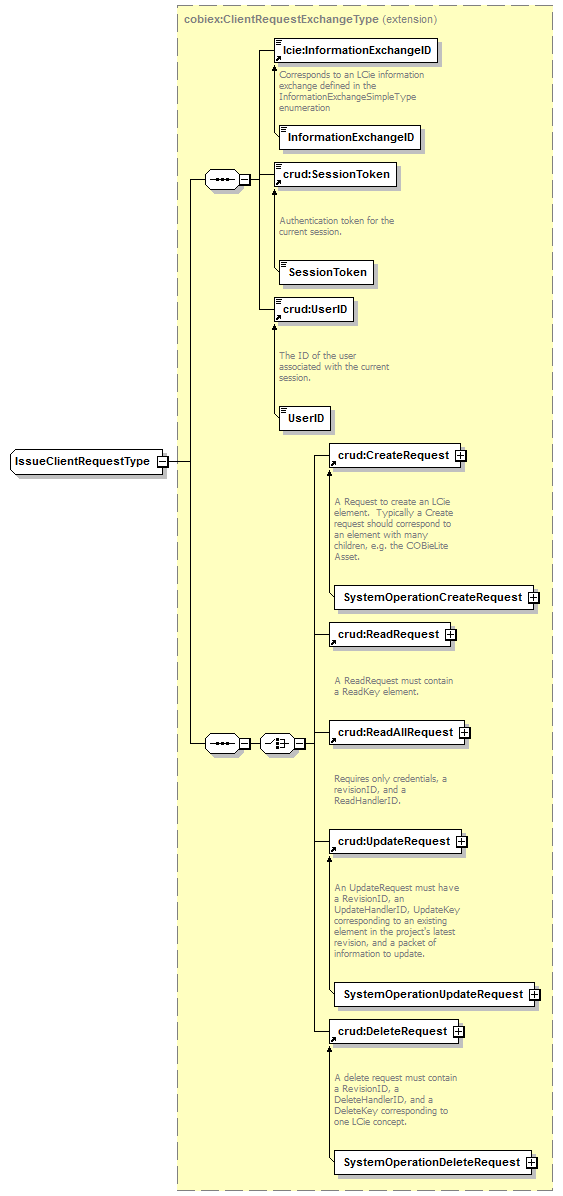 cobiex:ClientRequestExchangeType (extension)
lcie:InformationExchangeID
Corresponds to an LCie information
exchange defined in the
InformationExchangeSimpleType
enumeration
InformationExchangeID
crud:SessionToken
Authentication token for the
current session.
SessionToken
crud:UserID
The ID of the user
associated with the current
session.
UserID
IssueClientRequestType
crud:CreateRequest
A Request to create an LCie
element.  Typically a Create
request should correspond to
an element with many
children, e.g. the COBieLite
Asset.
SystemOperationCreateRequest
crud:ReadRequest
A ReadRequest must contain
a ReadKey element.
crud:ReadAllRequest
Requires only credentials, a
revisionID, and a
ReadHandlerID.
crud:UpdateRequest
An UpdateRequest must have
a RevisionID, an
UpdateHandlerID, UpdateKey
corresponding to an existing
element in the project's latest
revision, and a packet of
information to update.
SystemOperationUpdateRequest
crud:DeleteRequest
A delete request must contain
a RevisionID, a
DeleteHandlerID, and a
DeleteKey corresponding to
one LCie concept.
SystemOperationDeleteRequest